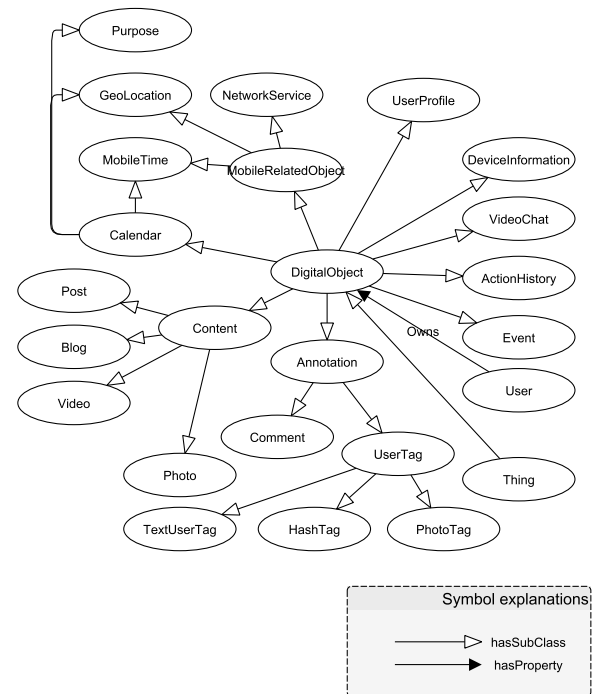 Purpose
GeoLocation
NetworkService
UserProfile
MobileTime
MobileRelatedObject
DeviceInformation
VideoChat
Calendar
DigitalObject
ActionHistory
Post
Content
Event
Owns
Blog
Annotation
User
Video
Comment
UserTag
Photo
Thing
TextUserTag
HashTag
PhotoTag
Symbol explanations
hasSubClass
hasProperty